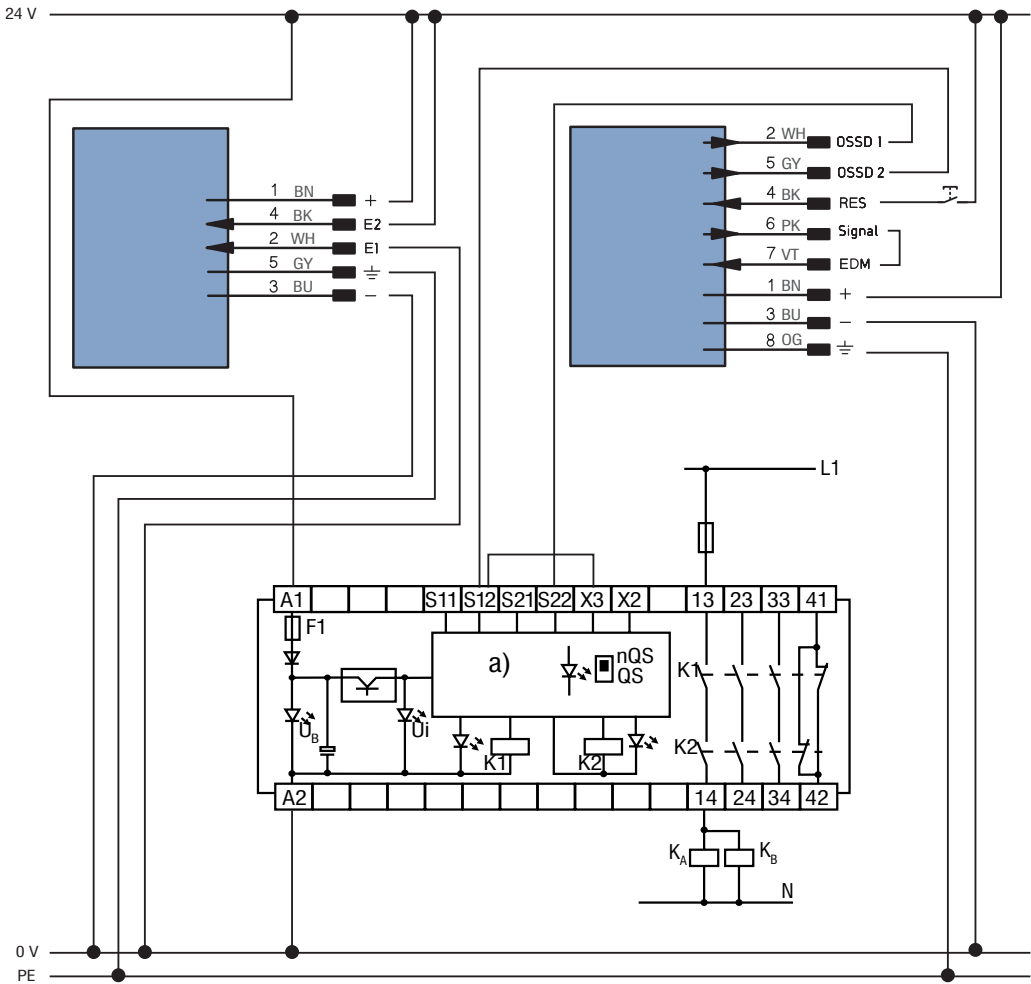 24 V
1 BN +
4 BK E2
2 WH E1
5 GY
3 BU −
2 WH OSSD 1
5 GY OSSD 2
4 BK RES
6 PK Signal
7 VT EDM
1 BN +
3 BU −
8 OG
L1
A1 S11 S12 S21 S22 X3 X2 13 23 33 41
F1
a)
nQS
QS
K1
UB
Ui
K1
K2
K2
A2 14 24 34 42
KA
KB
N
0 V
PE